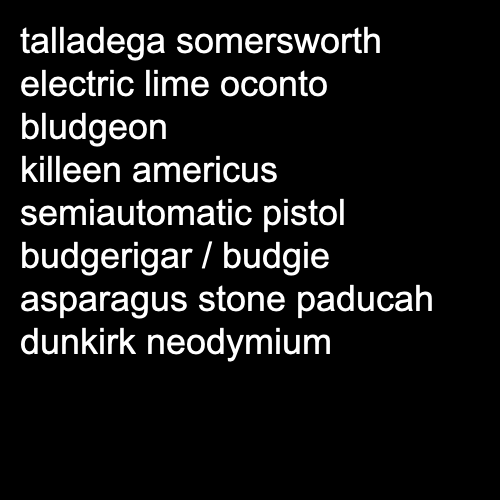 talladega somersworth
electric lime oconto
bludgeon
killeen americus
semiautomatic pistol
budgerigar / budgie
asparagus stone paducah
dunkirk neodymium